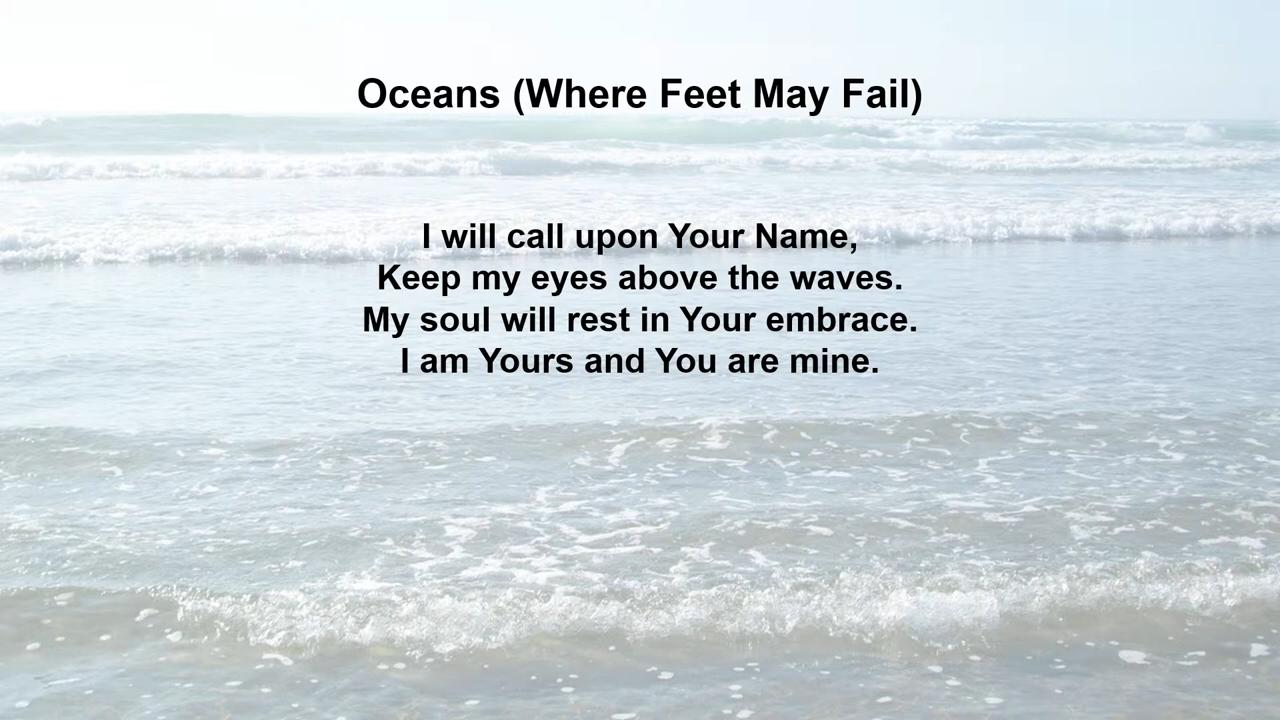 Oceans (Where Feet May Fail)
I will call upon Your Name,
Keep my eyes above the waves.
My soul will rest in Your embrace.
I am Yours and You are mine.